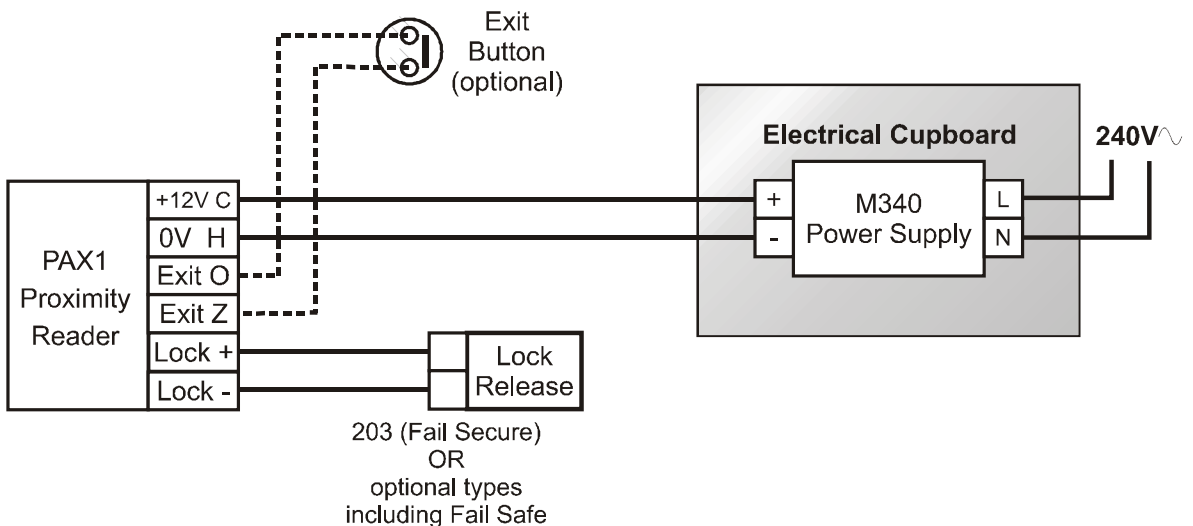 Exit
Button
(optional)
Electrical Cupboard
240V
M340
Power Supply
+
-
L
N
PAX1
Proximity
Reader
+12V C
0V H
Exit O
Exit Z
Lock +
Lock -
Lock
Release
203 (Fail Secure)
OR
optional types
including Fail Safe